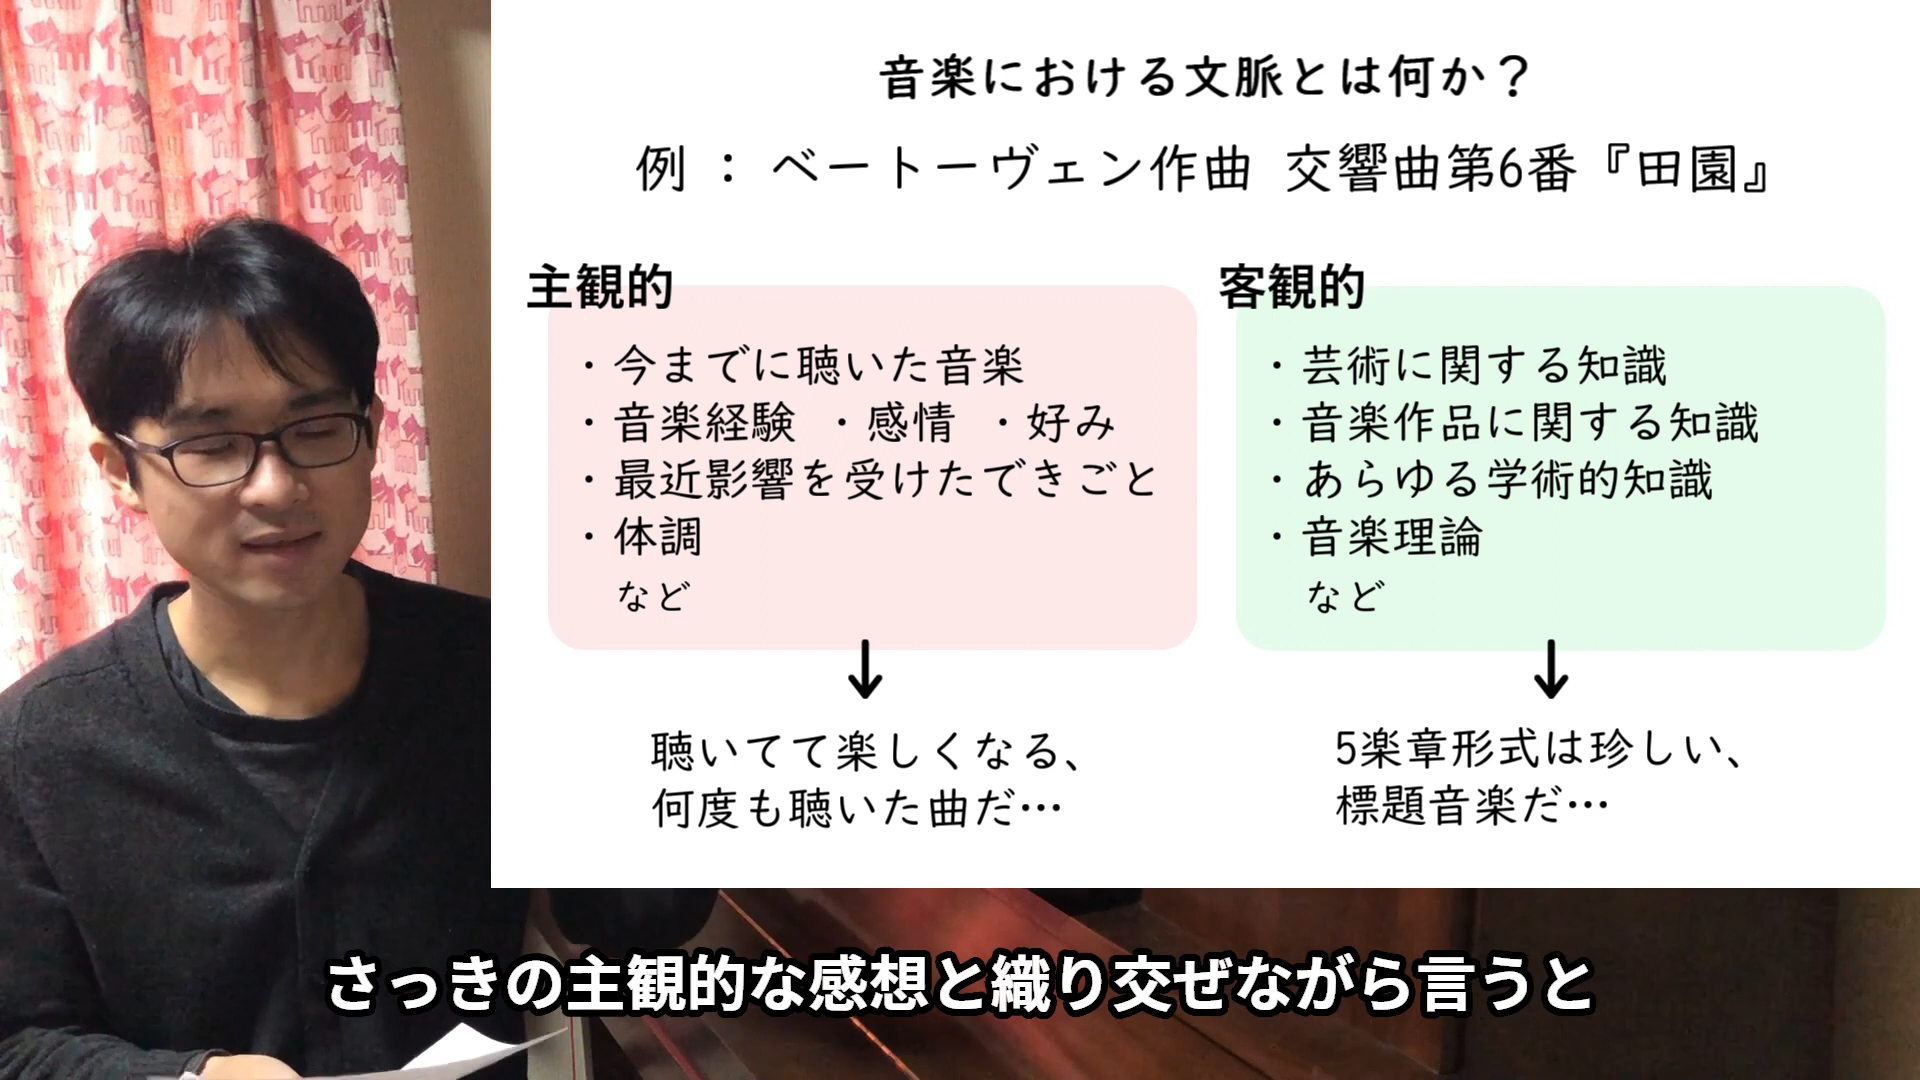 音楽における文脈とは何か？
例 ： ベートーヴェン作曲 交響曲第6番『田園』
主観的
・今までに聴いた音楽
・音楽経験 ・感情 ・好み
・最近影響を受けたできごと
・体調
など
聴いてて楽しくなる、
何度も聴いた曲だ…
客観的
・芸術に関する知識
・音楽作品に関する知識
・あらゆる学術的知識
・音楽理論
など
5楽章形式は珍しい、
標題音楽だ…
さっきの主観的な感想と織り交ぜながら言うと